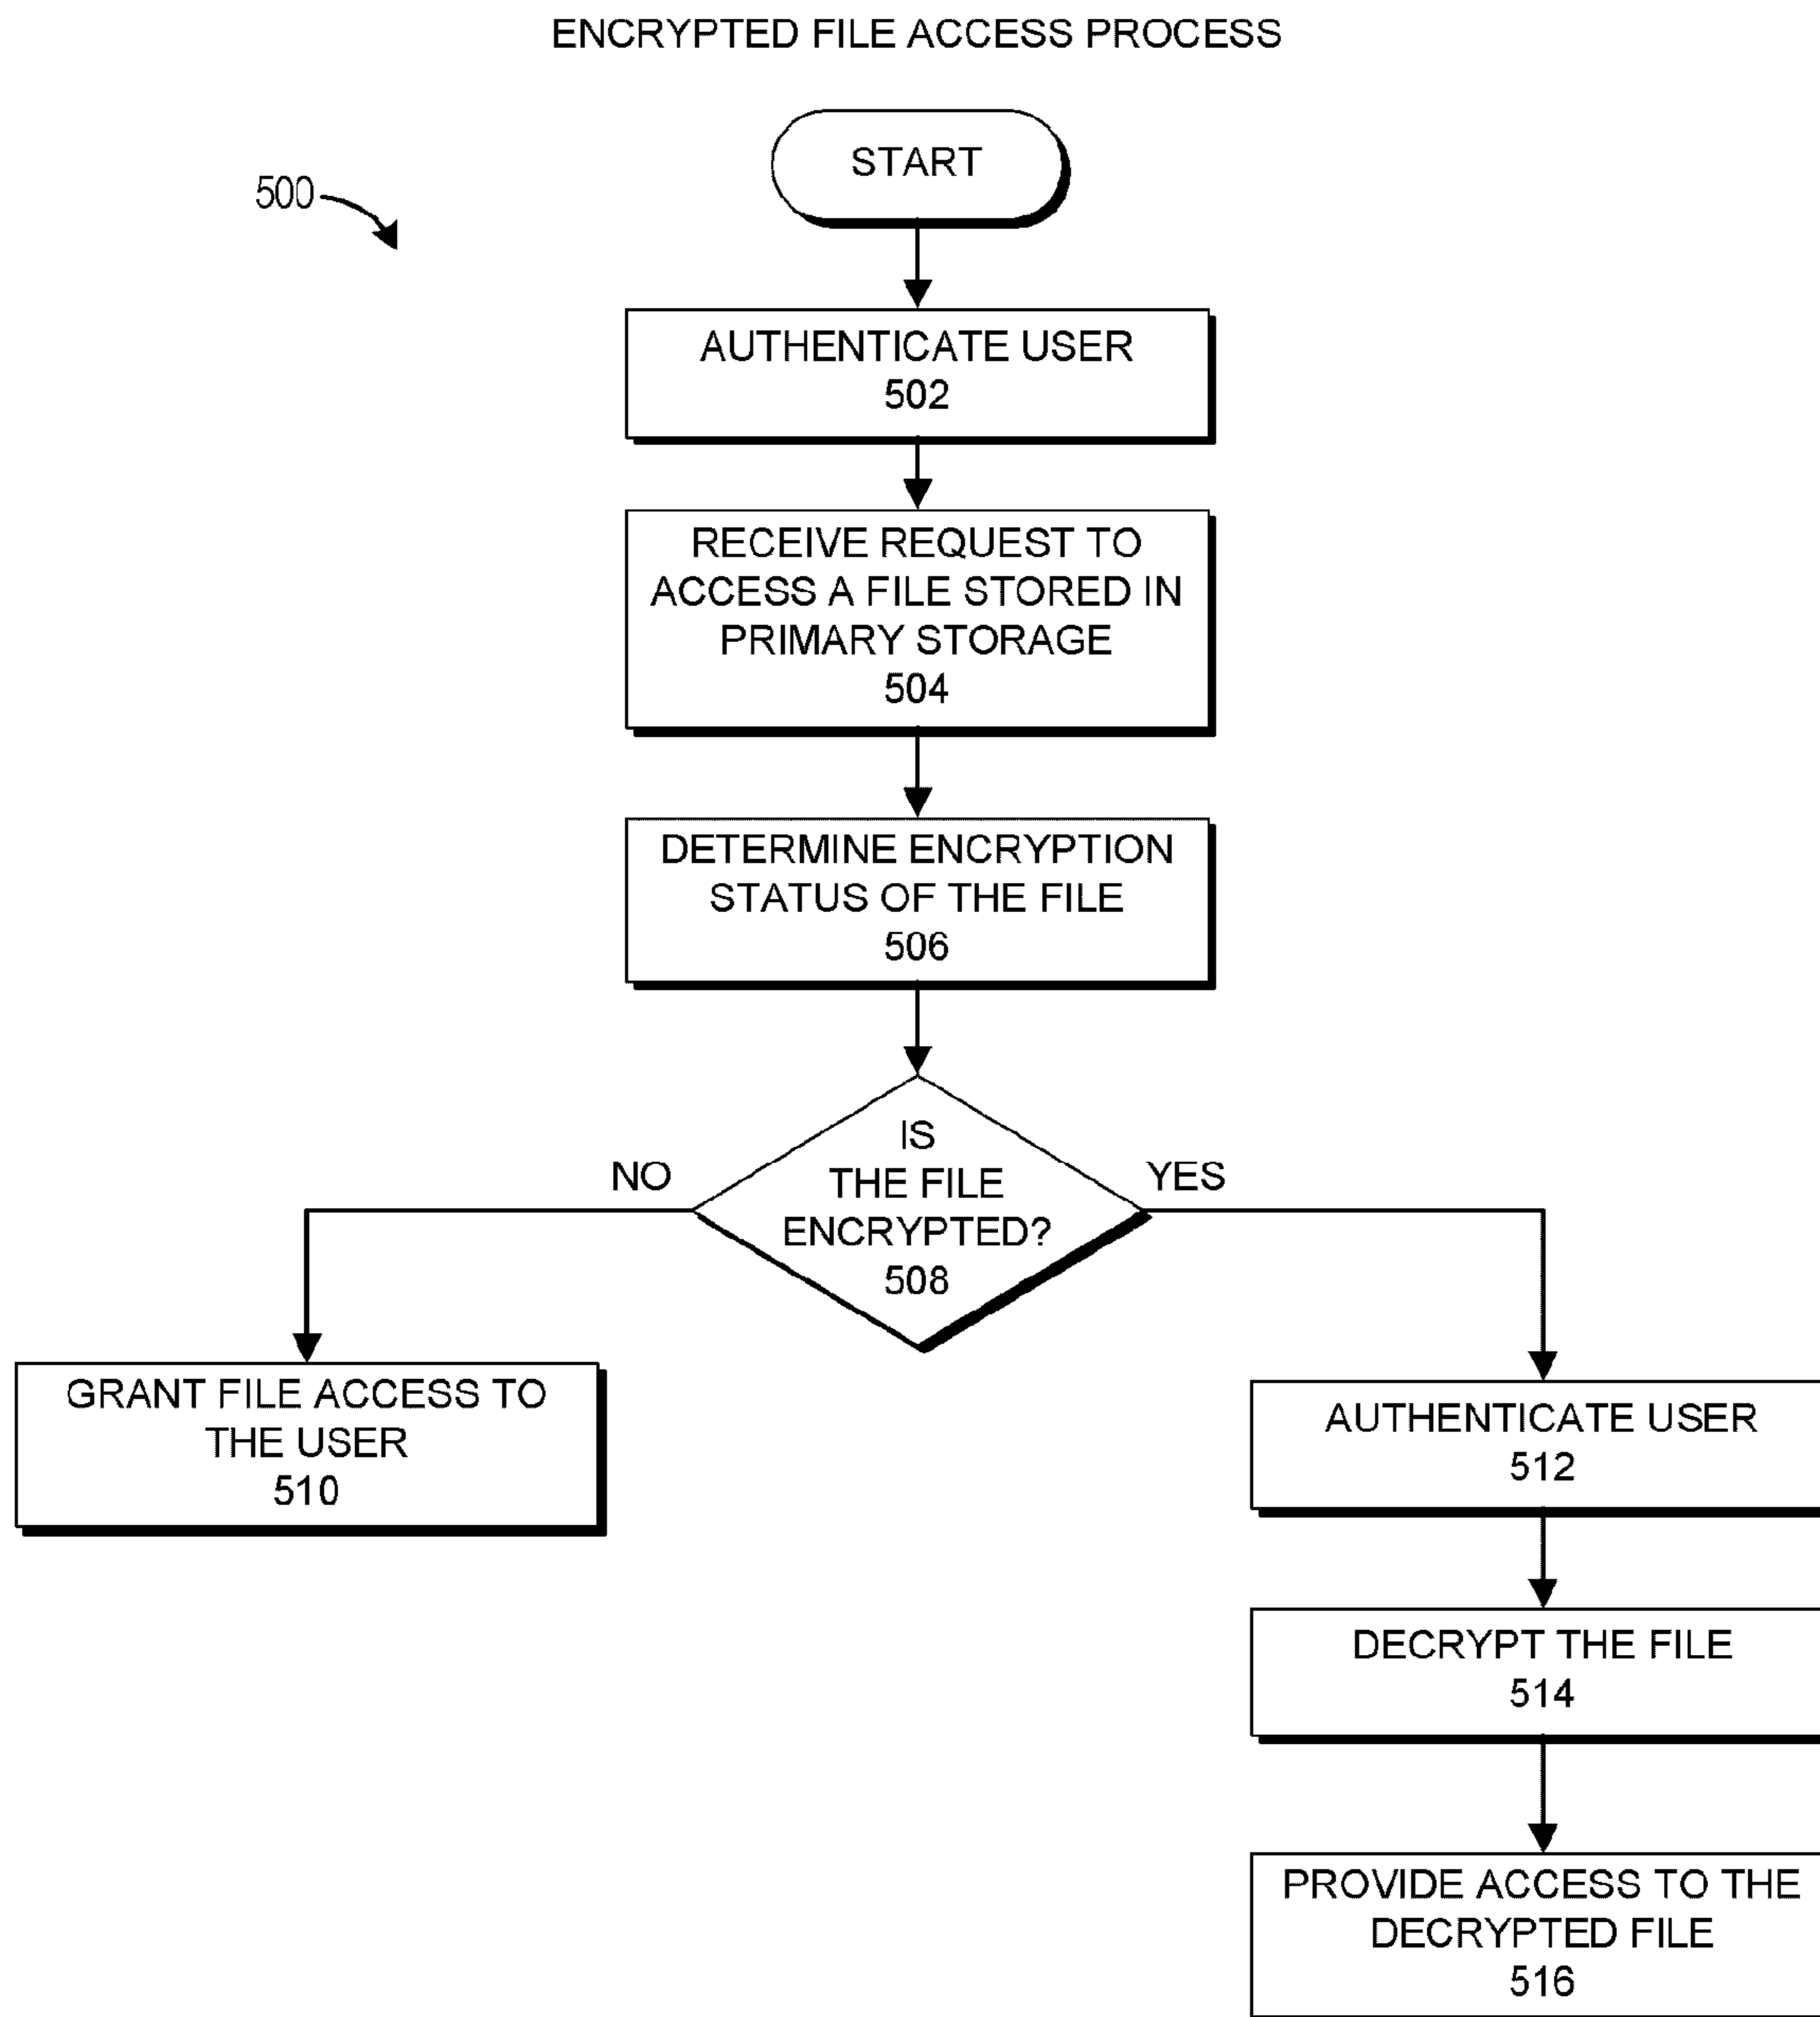 ENCRYPTED FILE ACCESS PROCESS
START
500
AUTHENTICATE USER
502
RECEIVE REQUEST TO
ACCESS A FILE STORED IN
PRIMARY STORAGE
504
DETERMINE ENCRYPTION
STATUS OF THE FILE
506
IS
THE FILE
ENCRYPTED?
508
NO
YES
GRANT FILE ACCESS TO
THE USER
510
AUTHENTICATE USER
512
DECRYPT THE FILE
514
PROVIDE ACCESS TO THE
DECRYPTED FILE
516